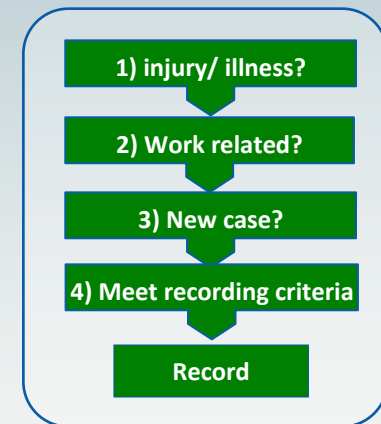 1) injury/ illness?
2) Work related?
3) New case?
4) Meet recording criteria
Record